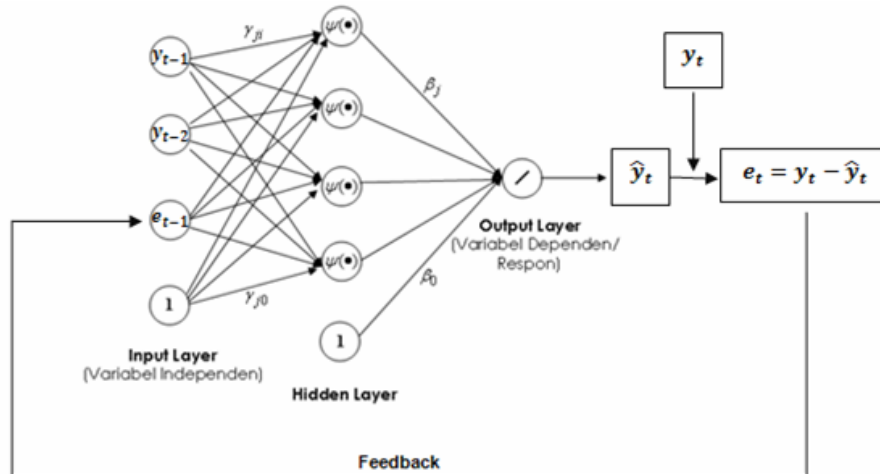 y_{t-1}
y_{t-2}
e_{t-1}
1
γ_{ji}
γ_{j0}
ψ(•)
ψ(•)
ψ(•)
ψ(•)
1
β_j
β_0
y_t
ŷ_t
e_t = y_t − ŷ_t
Input Layer
(Variabel Independen)
Hidden Layer
Output Layer
(Variabel Dependen/
Respon)
Feedback